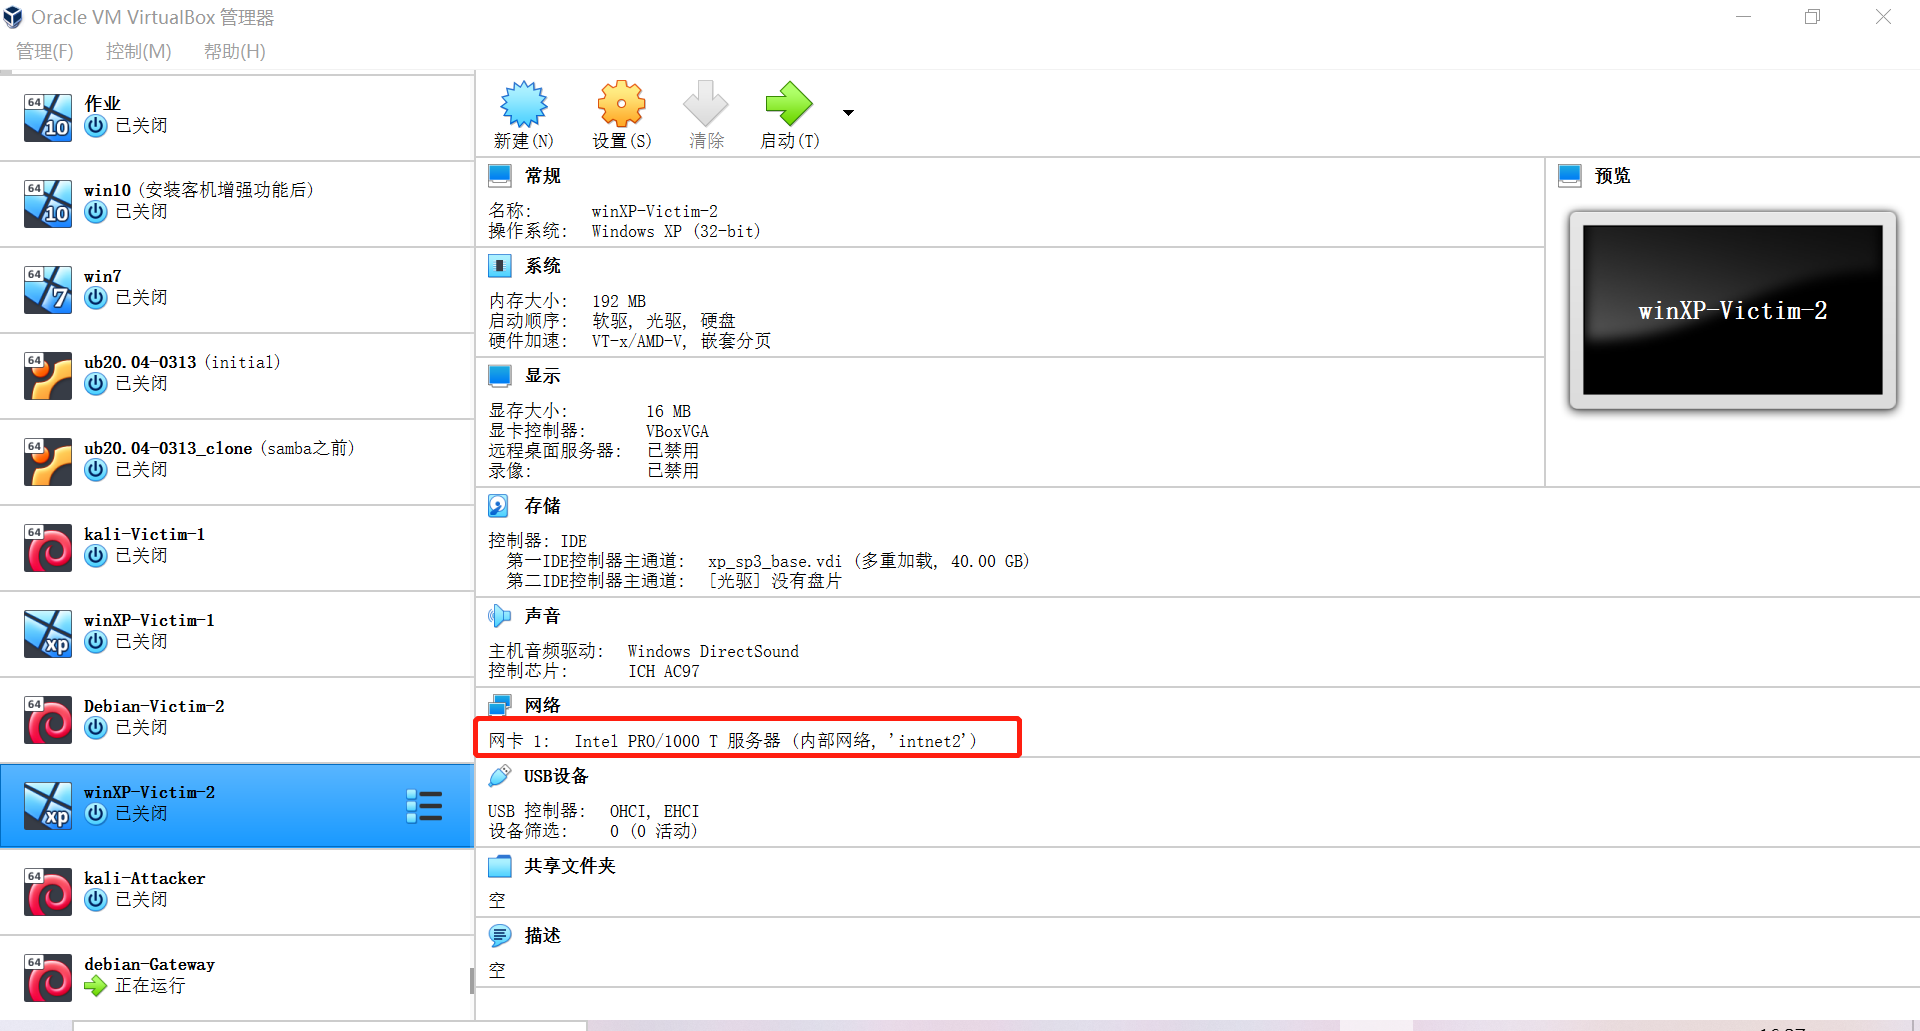 Oracle VM VirtualBox 管理器
管理(F) 控制(M) 帮助(H)
64 10 作业
已关闭
64 10 win10 (安装客机增强功能后)
已关闭
64 7 win7
已关闭
64 ub20.04-0313 (initial)
已关闭
64 ub20.04-0313_clone (samba之前)
已关闭
64 kali-Victim-1
已关闭
xp winXP-Victim-1
已关闭
64 Debian-Victim-2
已关闭
xp winXP-Victim-2
已关闭
64 kali-Attacker
已关闭
64 debian-Gateway
正在运行
新建(N) 设置(S) 清除 启动(T)
常规
名称: winXP-Victim-2
操作系统: Windows XP (32-bit)
系统
内存大小: 192 MB
启动顺序: 软驱, 光驱, 硬盘
硬件加速: VT-x/AMD-V, 嵌套分页
显示
显存大小: 16 MB
显卡控制器: VBoxVGA
远程桌面服务器: 已禁用
录像: 已禁用
存储
控制器: IDE
第一IDE控制器主通道: xp_sp3_base.vdi (多重加载, 40.00 GB)
第二IDE控制器主通道: [光驱] 没有盘片
声音
主机音频驱动: Windows DirectSound
控制芯片: ICH AC97
网络
网卡 1: Intel PRO/1000 T 服务器 (内部网络, 'intnet2')
USB设备
USB 控制器: OHCI, EHCI
设备筛选: 0 (0 活动)
共享文件夹
空
描述
空
预览
winXP-Victim-2